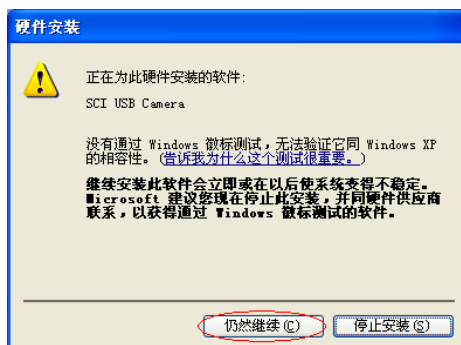 硬件安装
正在为此硬件安装的软件:
SCI USB Camera
没有通过 Windows 徽标测试，无法验证它同 Windows XP
的相容性。(告诉我为什么这个测试很重要。)
继续安装此软件会立即或在以后使系统变得不稳定。
Microsoft 建议您现在停止此安装，并同硬件供应商
联系，以获得通过 Windows 徽标测试的软件。
仍然继续(C) 停止安装(S)